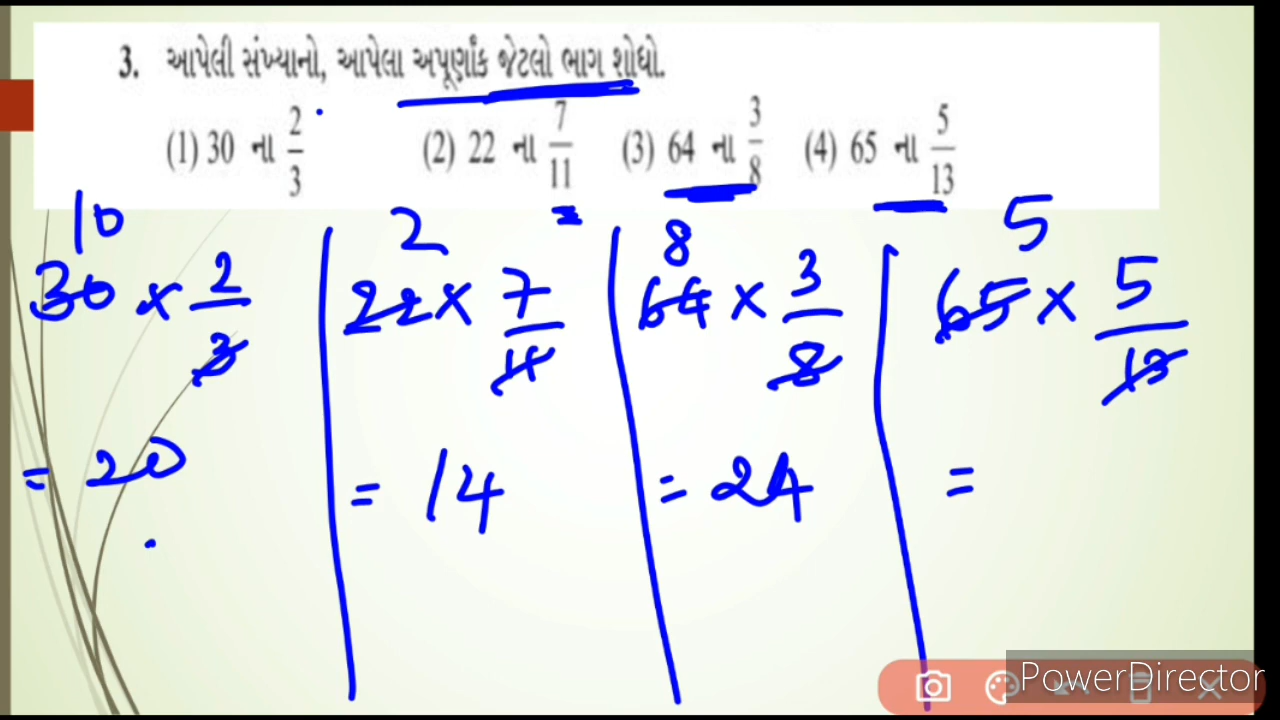 3. આપેલી સંખ્યાનો, આપેલા અપૂર્ણાંક જેટલો ભાગ શોધો.
(1) 30 ના 2/3 (2) 22 ના 7/11 (3) 64 ના 3/8 (4) 65 ના 5/13
10 2 8 5
30 x 2/3 22 x 7/11 64 x 3/8 65 x 5/13
= 20 = 14 = 24 =
PowerDirector